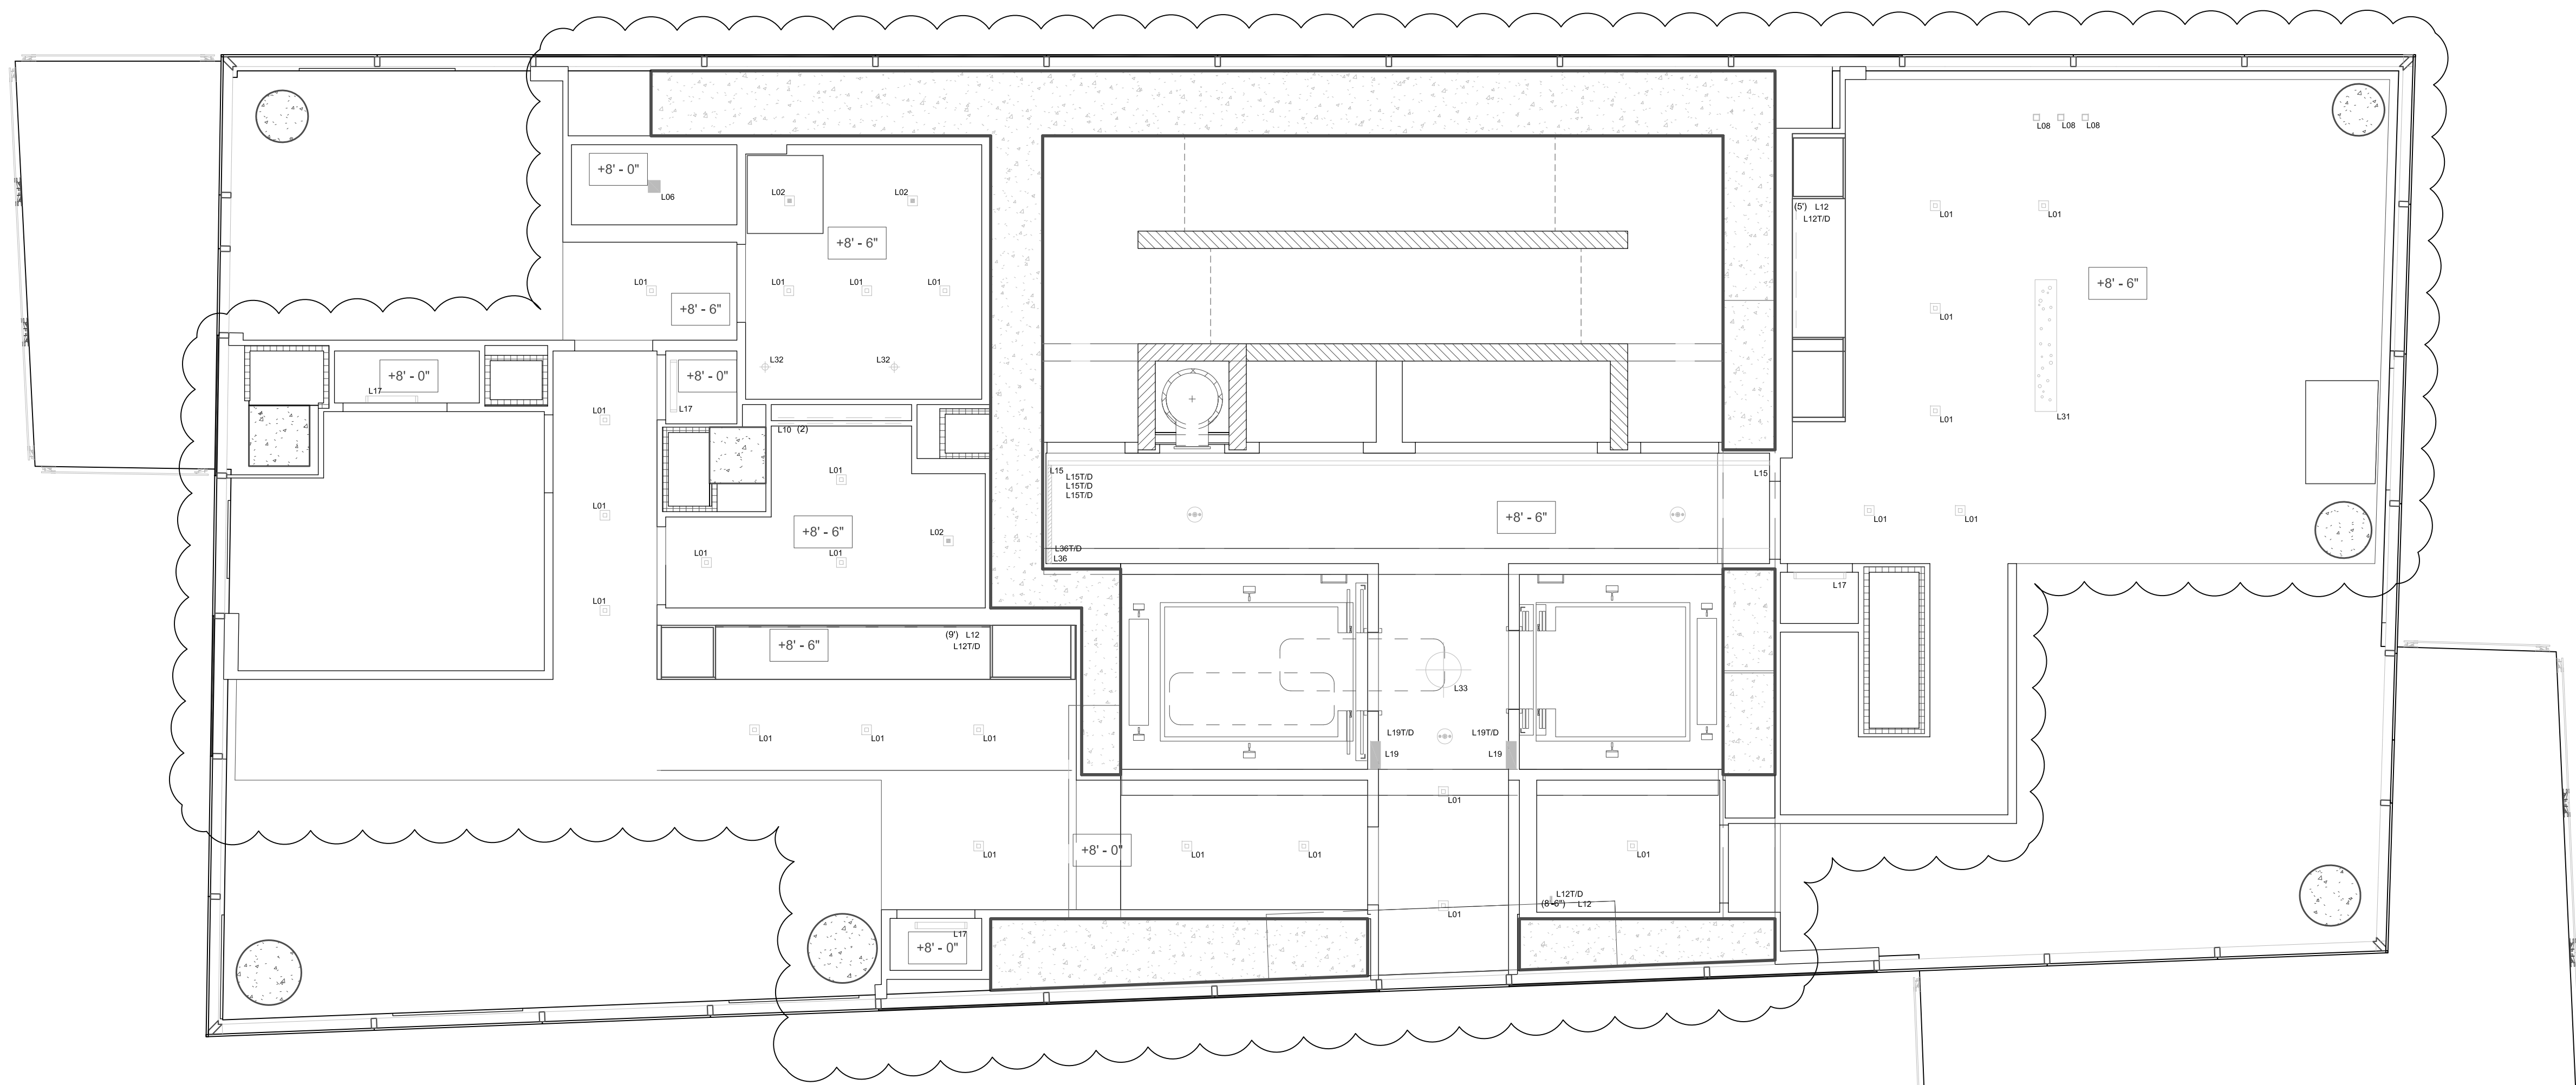 L08 L08 L08
+8' - 0"
L06
L02 L02
(5') L12
L12T/D
L01 L01
+8' - 6"
L01 L01 L01 L01
+8' - 6"
+8' - 6"
L01
L32 L32
+8' - 0"
L17
+8' - 0"
L17
L01
L01
L31
L10 (2)
L01
L15
L15T/D
L15T/D
L15T/D
L15
L01
+8' - 6"
+8' - 6"
L01 L01
L02
L01 L01
L36T/D
L36
L17
L01
+8' - 6"
(9') L12
L12T/D
L33
L01 L01 L01
L19T/D L19T/D
L19 L19
L01
+8' - 0"
L01 L01 L01 L01
L12T/D
(8'-6") L12
L01
L17
+8' - 0"